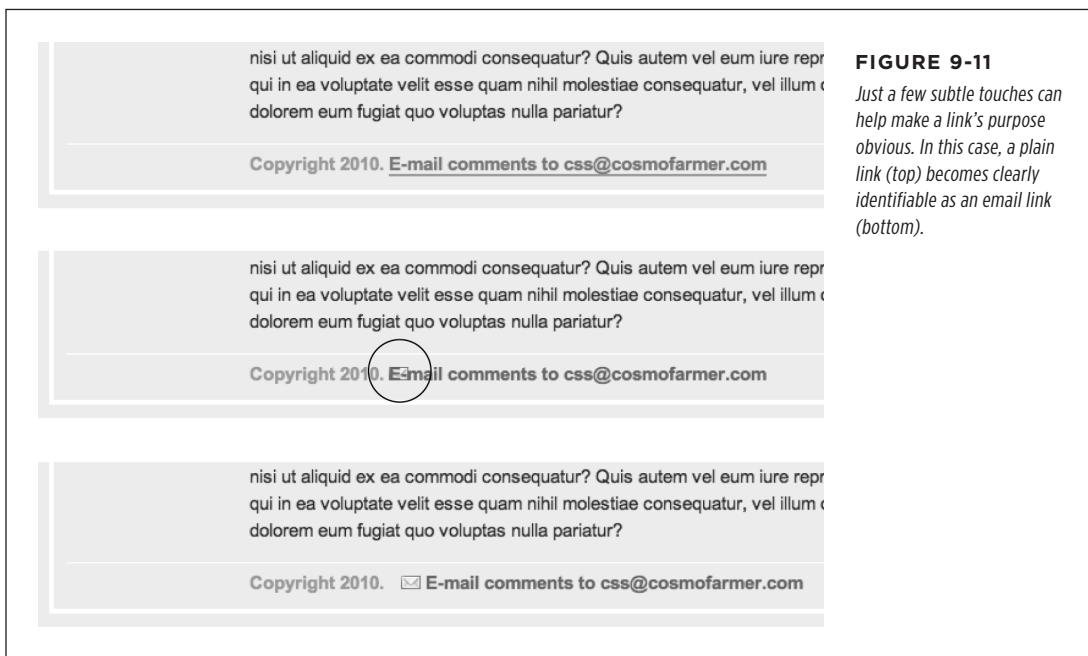 nisi ut aliquid ex ea commodi consequatur? Quis autem vel eum iure repr
qui in ea voluptate velit esse quam nihil molestiae consequatur, vel illum
dolorem eum fugiat quo voluptas nulla pariatur?
Copyright 2010. E-mail comments to css@cosmofarmer.com
nisi ut aliquid ex ea commodi consequatur? Quis autem vel eum iure repr
qui in ea voluptate velit esse quam nihil molestiae consequatur, vel illum
dolorem eum fugiat quo voluptas nulla pariatur?
Copyright 2010. E-mail comments to css@cosmofarmer.com
nisi ut aliquid ex ea commodi consequatur? Quis autem vel eum iure repr
qui in ea voluptate velit esse quam nihil molestiae consequatur, vel illum
dolorem eum fugiat quo voluptas nulla pariatur?
Copyright 2010. E-mail comments to css@cosmofarmer.com
FIGURE 9-11
Just a few subtle touches can
help make a link's purpose
obvious. In this case, a plain
link (top) becomes clearly
identifiable as an email link
(bottom).